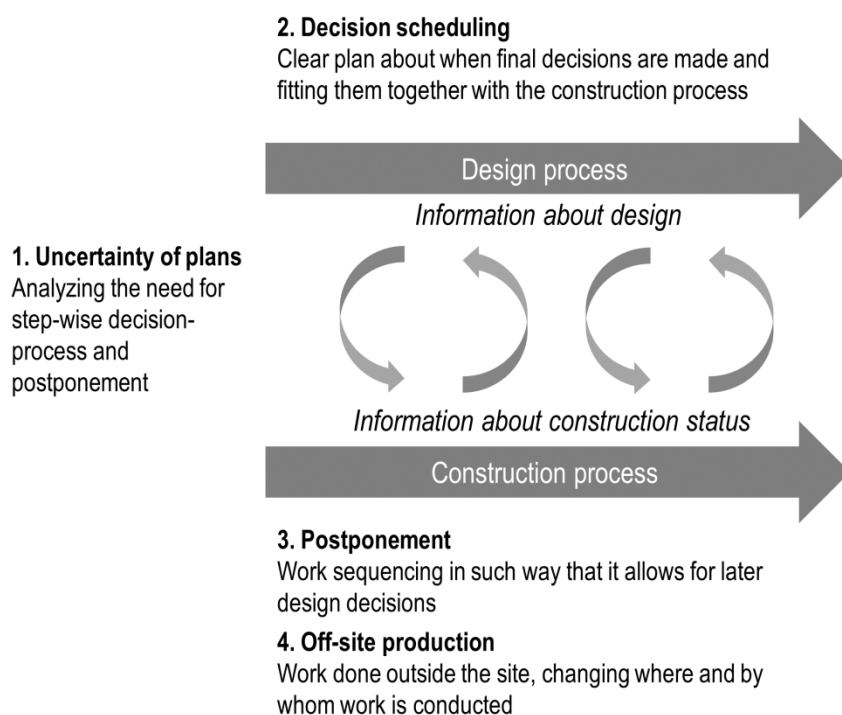 2. Decision scheduling
Clear plan about when final decisions are made and
fitting them together with the construction process
Design process
Information about design
1. Uncertainty of plans
Analyzing the need for
step-wise decision-
process and
postponement
Information about construction status
Construction process
3. Postponement
Work sequencing in such way that it allows for later
design decisions
4. Off-site production
Work done outside the site, changing where and by
whom work is conducted